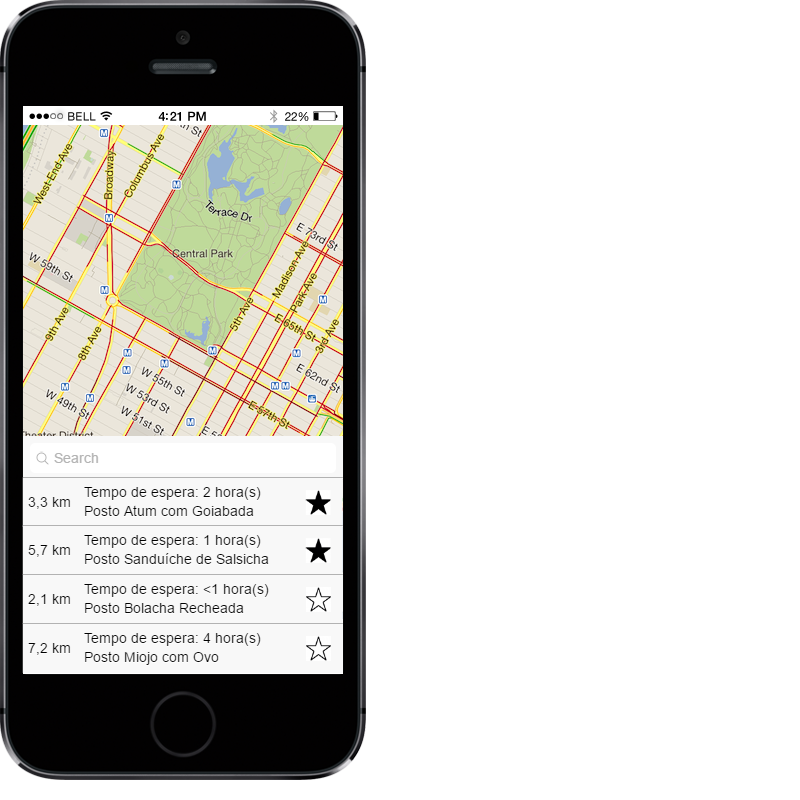 BELL 4:21 PM 22%
th St
West End Ave
Broadway
Columbus Ave
Terrace Dr
E 73rd St
Central Park
W 59th St
Madison Ave
Park Ave
5th Ave
9th Ave
8th Ave
E 65th St
3rd Ave
W 55th St
E 62nd St
W 53rd St
W 49th St
W 51st St
E 57th St
Theater District
Search
3,3 km
Tempo de espera: 2 hora(s)
Posto Atum com Goiabada
5,7 km
Tempo de espera: 1 hora(s)
Posto Sanduíche de Salsicha
2,1 km
Tempo de espera: <1 hora(s)
Posto Bolacha Recheada
7,2 km
Tempo de espera: 4 hora(s)
Posto Miojo com Ovo